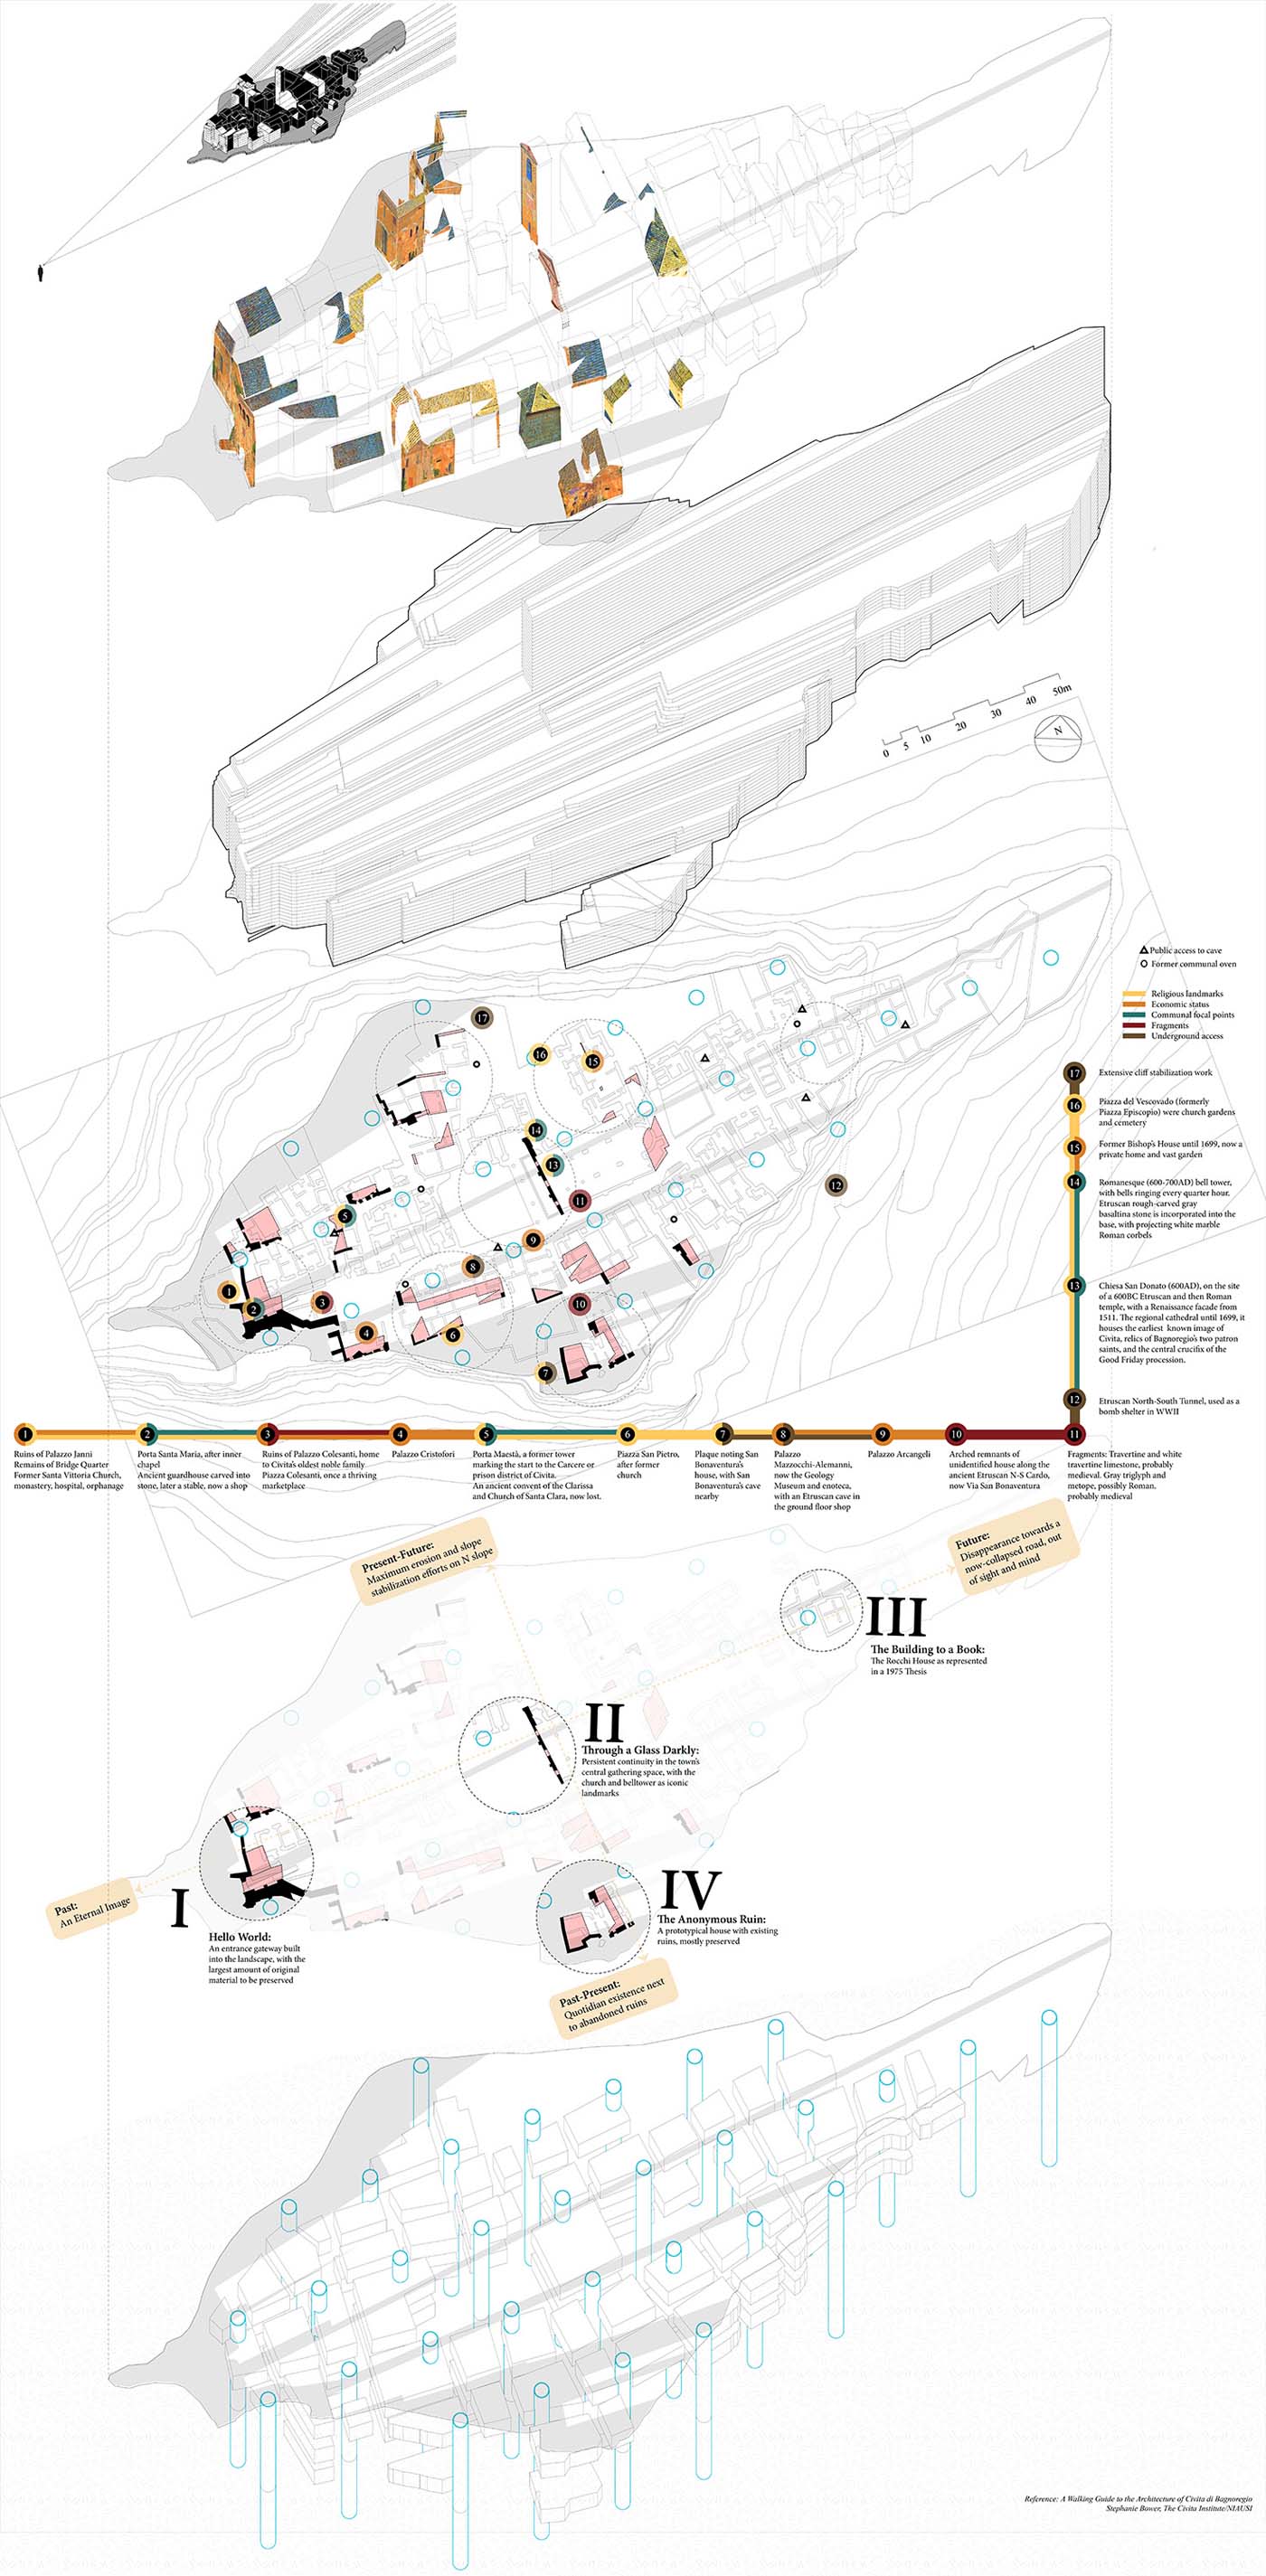 0 5 10 20 30 40 50m
N
Public access to cave
Former communal oven
Religious landmarks
Economic status
Communal focal points
Fragments
Underground access
17
16
15
14
13
5
11
12
9
8
1
2
3
4
10
6
7
17 Extensive cliff stabilization work
16 Piazza del Vescovado (formerly
Piazza Episcopio) were church gardens
and cemetery
15 Former Bishop's House until 1699, now a
private home and vast garden
14 Romanesque (600-700AD) bell tower,
with bells ringing every quarter hour.
Etruscan rough-carved gray
basaltina stone is incorporated into the
base, with projecting white marble
Roman corbels
13 Chiesa San Donato (600AD), on the site
of a 600BC Etruscan and then Roman
temple, with a Renaissance facade from
1511. The regional cathedral until 1699, it
houses the earliest known image of
Civita, relics of Bagnoregio's two patron
saints, and the central crucifix of the
Good Friday procession.
12 Etruscan North-South Tunnel, used as a
bomb shelter in WWII
1
Ruins of Palazzo Janni
Remains of Bridge Quarter
Former Santa Vittoria Church,
monastery, hospital, orphanage
2
Porta Santa Maria, after inner
chapel
Ancient guardhouse carved into
stone, later a stable, now a shop
3
Ruins of Palazzo Colesanti, home
to Civita's oldest noble family
Piazza Colesanti, once a thriving
marketplace
4
Palazzo Cristofori
5
Porta Maestà, a former tower
marking the start to the Carcere or
prison district of Civita.
An ancient convent of the Clarissa
and Church of Santa Clara, now lost.
6
Piazza San Pietro,
after former
church
7
Plaque noting San
Bonaventura's
house, with San
Bonaventura's cave
nearby
8
Palazzo
Mazzocchi-Alemanni,
now the Geology
Museum and enoteca,
with an Etruscan cave in
the ground floor shop
9
Palazzo Arcangeli
10
Arched remnants of
unidentified house along the
ancient Etruscan N-S Cardo,
now Via San Bonaventura
11
Fragments: Travertine and white
travertine limestone, probably
medieval. Gray triglyph and
metope, possibly Roman.
probably medieval
Present-Future:
Maximum erosion and slope
stabilization efforts on N slope
Future:
Disappearance towards a
now-collapsed road, out
of sight and mind
III
The Building to a Book:
The Rocchi House as represented
in a 1975 Thesis
II
Through a Glass Darkly:
Persistent continuity in the town's
central gathering space, with the
church and belltower as iconic
landmarks
Past:
An Eternal Image
I
Hello World:
An entrance gateway built
into the landscape, with the
largest amount of original
material to be preserved
IV
The Anonymous Ruin:
A prototypical house with existing
ruins, mostly preserved
Past-Present:
Quotidian existence next
to abandoned ruins
Reference: A Walking Guide to the Architecture of Civita di Bagnoregio
Stephanie Bower, The Civita Institute/NIAUSI